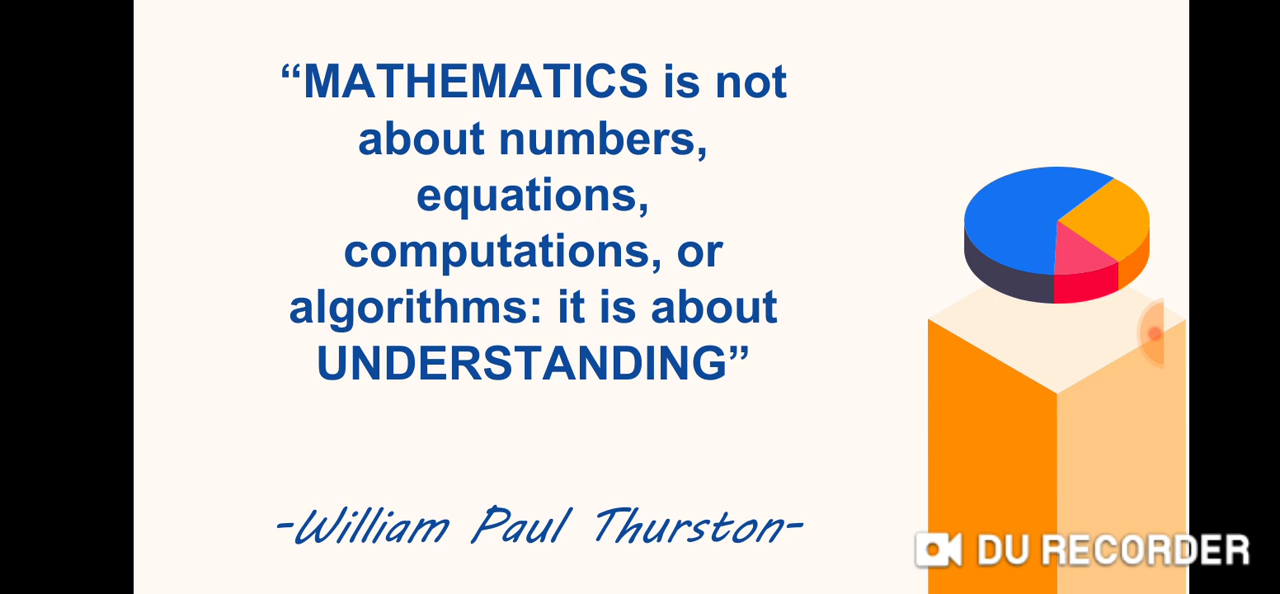 “MATHEMATICS is not
about numbers,
equations,
computations, or
algorithms: it is about
UNDERSTANDING”
-William Paul Thurston-
DU RECORDER